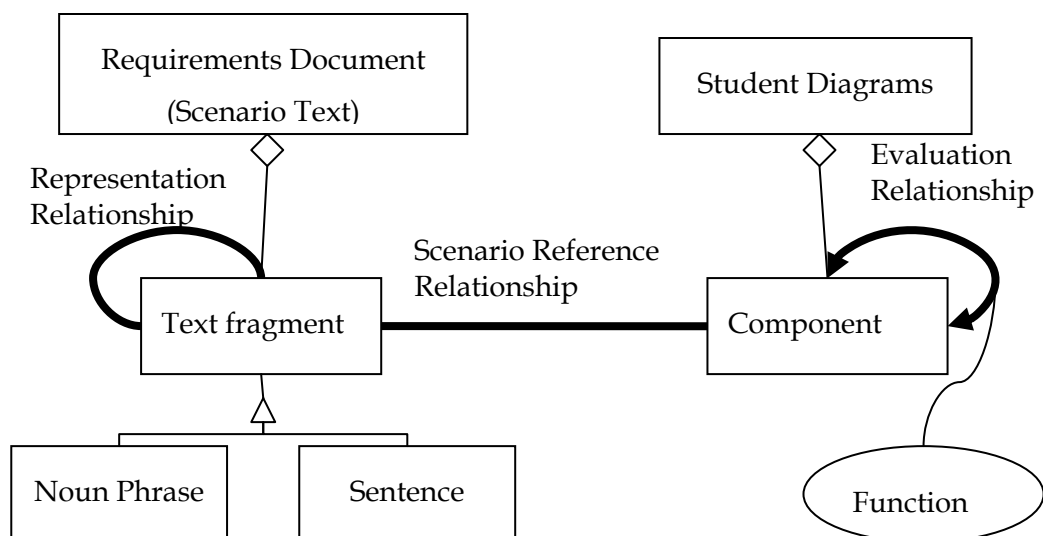 Requirements Document
(Scenario Text)
Student Diagrams
Representation
Relationship
Evaluation
Relationship
Scenario Reference
Relationship
Text fragment
Component
Noun Phrase
Sentence
Function